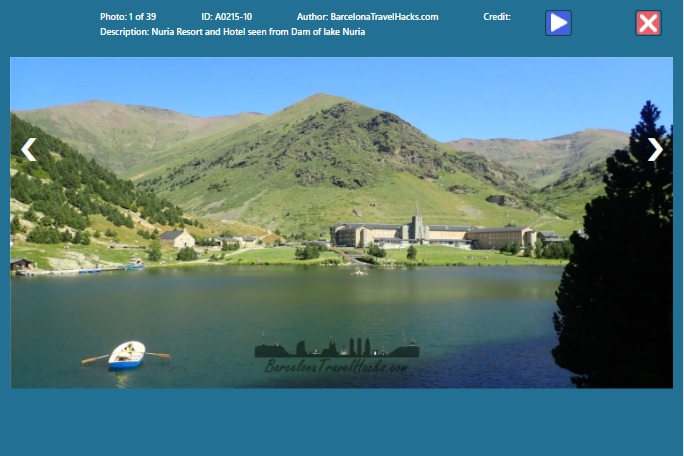 Photo: 1 of 39 ID: A0215-10 Author: BarcelonaTravelHacks.com Credit:
Description: Nuria Resort and Hotel seen from Dam of lake Nuria
BarcelonaTravelHacks.com